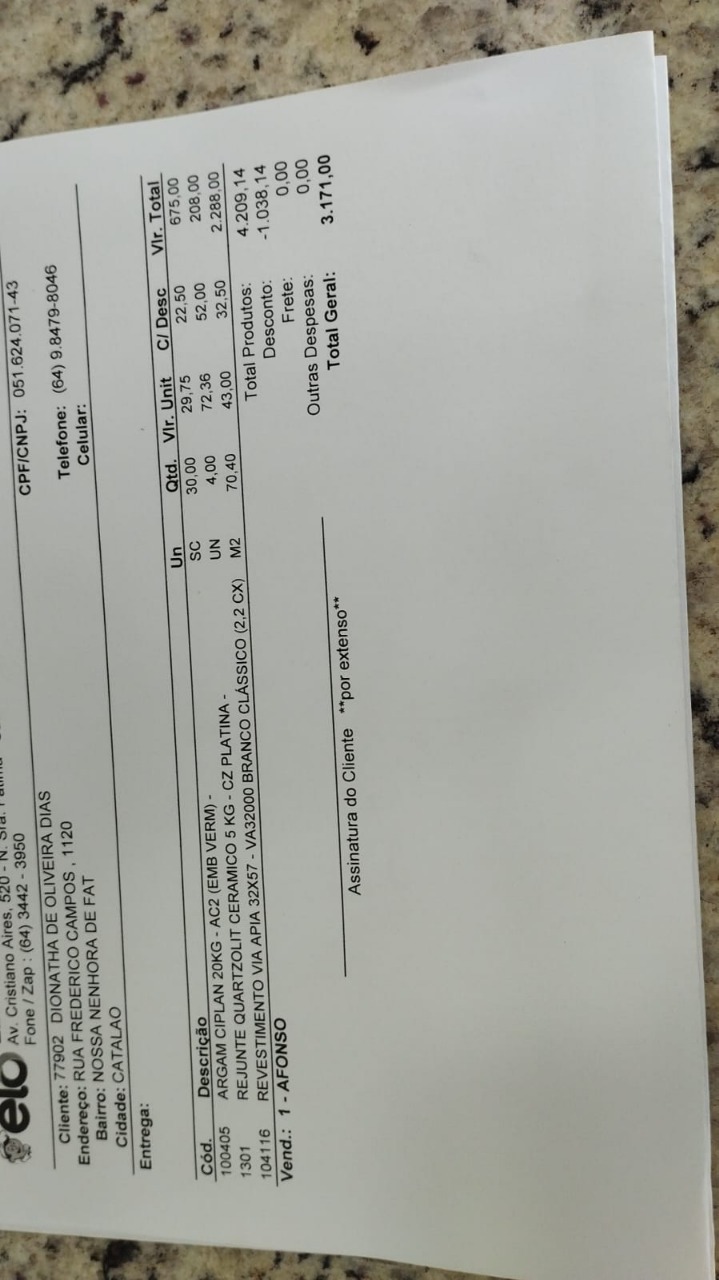 elo
Av. Cristiano Aires, 520 - N. Sra. Fátima
Fone / Zap : (64) 3442 - 3950
Cliente: 77902 DIONATHA DE OLIVEIRA DIAS CPF/CNPJ: 051.624.071-43
Endereço: RUA FREDERICO CAMPOS , 1120
Bairro: NOSSA NENHORA DE FAT Telefone: (64) 9.8479-8046
Cidade: CATALAO Celular:
Entrega:
Cód. Descrição Un Qtd. Vlr. Unit C/ Desc Vlr. Total
100405 ARGAM CIPLAN 20KG - AC2 (EMB VERM) - SC 30,00 29,75 22,50 675,00
1301 REJUNTE QUARTZOLIT CERAMICO 5 KG - CZ PLATINA - UN 4,00 72,36 52,00 208,00
104116 REVESTIMENTO VIA APIA 32X57 - VA32000 BRANCO CLÁSSICO (2,2 CX) M2 70,40 43,00 32,50 2.288,00
Vend.: 1 - AFONSO Total Produtos: 4.209,14
Desconto: -1.038,14
Frete: 0,00
Outras Despesas: 0,00
Total Geral: 3.171,00
Assinatura do Cliente **por extenso**